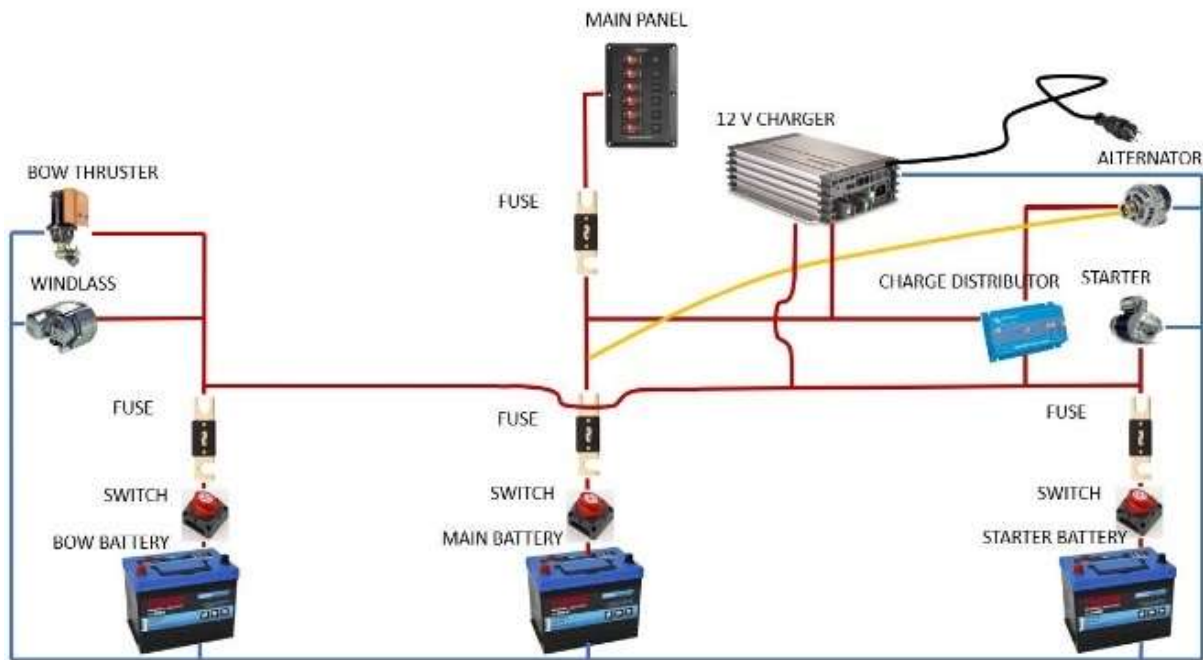 MAIN PANEL
12 V CHARGER
ALTERNATOR
BOW THRUSTER
FUSE
WINDLASS
CHARGE DISTRIBUTOR
STARTER
FUSE
FUSE
FUSE
SWITCH
SWITCH
SWITCH
BOW BATTERY
MAIN BATTERY
STARTER BATTERY